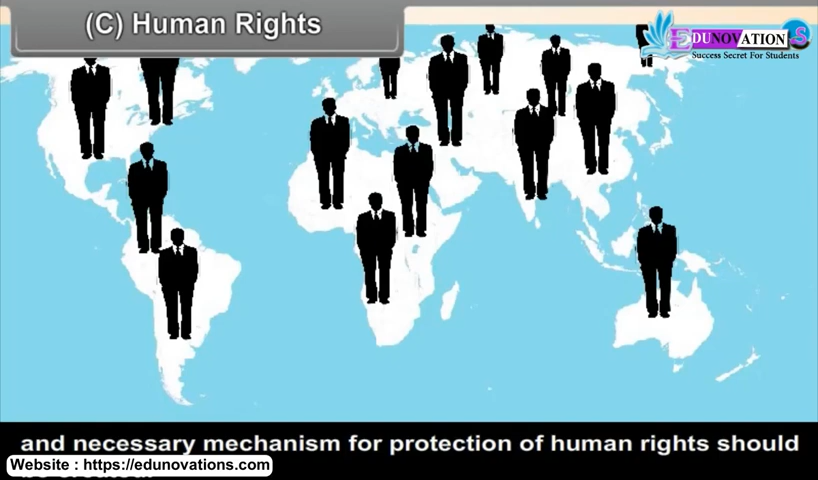 (C) Human Rights
EDUNOVATIONS
Success Secret For Students
and necessary mechanism for protection of human rights should
Website : https://edunovations.com